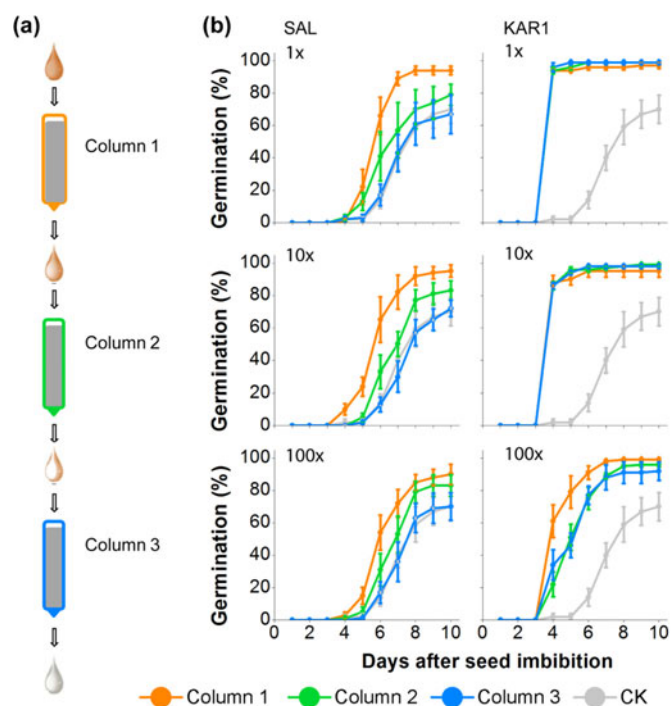 (a)
Column 1
Column 2
Column 3
(b)
SAL
KAR1
1x
1x
Germination (%)
100
80
60
40
20
0
10x
10x
Germination (%)
100
80
60
40
20
0
100x
100x
Germination (%)
100
80
60
40
20
0
0 2 4 6 8 10 0 2 4 6 8 10
Days after seed imbibition
Column 1 Column 2 Column 3 CK